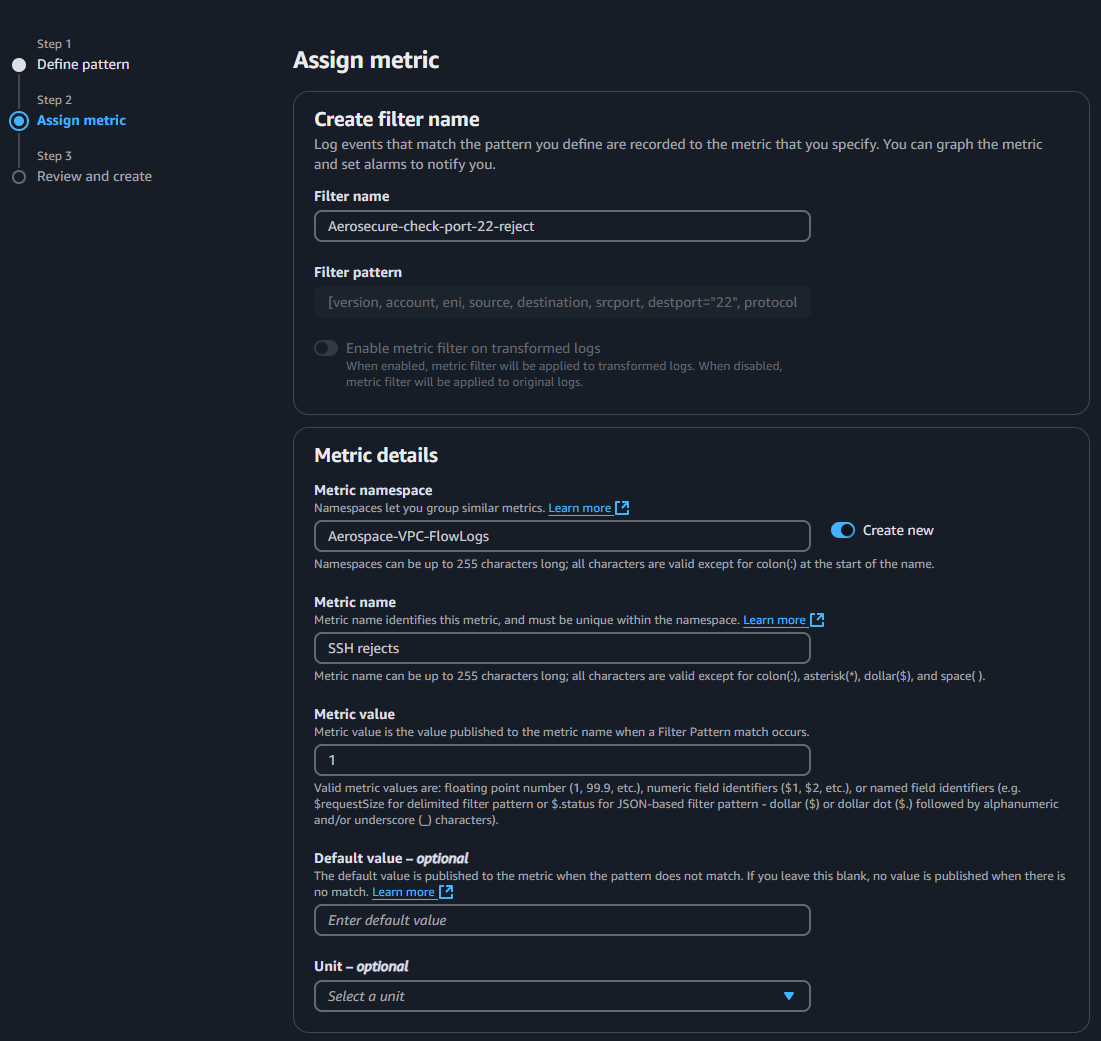 Step 1
Define pattern
Step 2
Assign metric
Step 3
Review and create
Assign metric
Create filter name
Log events that match the pattern you define are recorded to the metric that you specify. You can graph the metric
and set alarms to notify you.
Filter name
Aerosecure-check-port-22-reject
Filter pattern
[version, account, eni, source, destination, srcport, destport="22", protocol
Enable metric filter on transformed logs
When enabled, metric filter will be applied to transformed logs. When disabled,
metric filter will be applied to original logs.
Metric details
Metric namespace
Namespaces let you group similar metrics. Learn more
Aerospace-VPC-FlowLogs
Create new
Namespaces can be up to 255 characters long; all characters are valid except for colon(:) at the start of the name.
Metric name
Metric name identifies this metric, and must be unique within the namespace. Learn more
SSH rejects
Metric name can be up to 255 characters long; all characters are valid except for colon(:), asterisk(*), dollar($), and space( ).
Metric value
Metric value is the value published to the metric name when a Filter Pattern match occurs.
1
Valid metric values are: floating point number (1, 99.9, etc.), numeric field identifiers ($1, $2, etc.), or named field identifiers (e.g.
$requestSize for delimited filter pattern or $.status for JSON-based filter pattern - dollar ($) or dollar dot ($.) followed by alphanumeric
and/or underscore (_) characters).
Default value – optional
The default value is published to the metric when the pattern does not match. If you leave this blank, no value is published when there is
no match. Learn more
Enter default value
Unit – optional
Select a unit